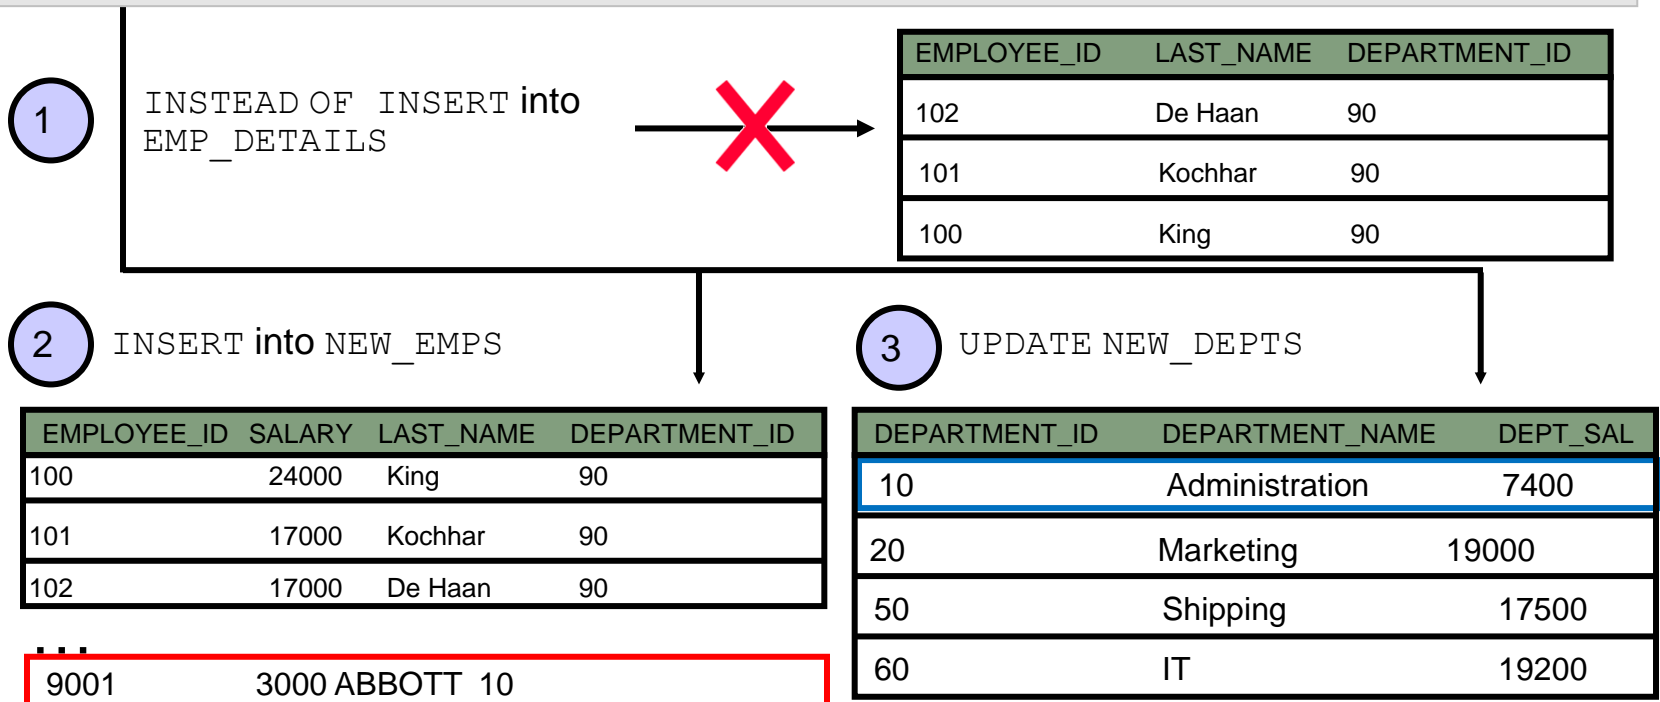 EMPLOYEE_ID LAST_NAME DEPARTMENT_ID
1 INSTEAD OF INSERT into
EMP_DETAILS
102 De Haan 90
101 Kochhar 90
100 King 90
2 INSERT into NEW_EMPS
3 UPDATE NEW_DEPTS
EMPLOYEE_ID SALARY LAST_NAME DEPARTMENT_ID
100 24000 King 90
101 17000 Kochhar 90
102 17000 De Haan 90
...
9001 3000 ABBOTT 10
DEPARTMENT_ID DEPARTMENT_NAME DEPT_SAL
10 Administration 7400
20 Marketing 19000
50 Shipping 17500
60 IT 19200